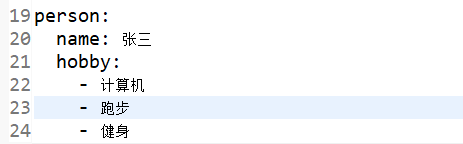 19 person:
20   name: 张三
21   hobby:
22     - 计算机
23     - 跑步
24     - 健身